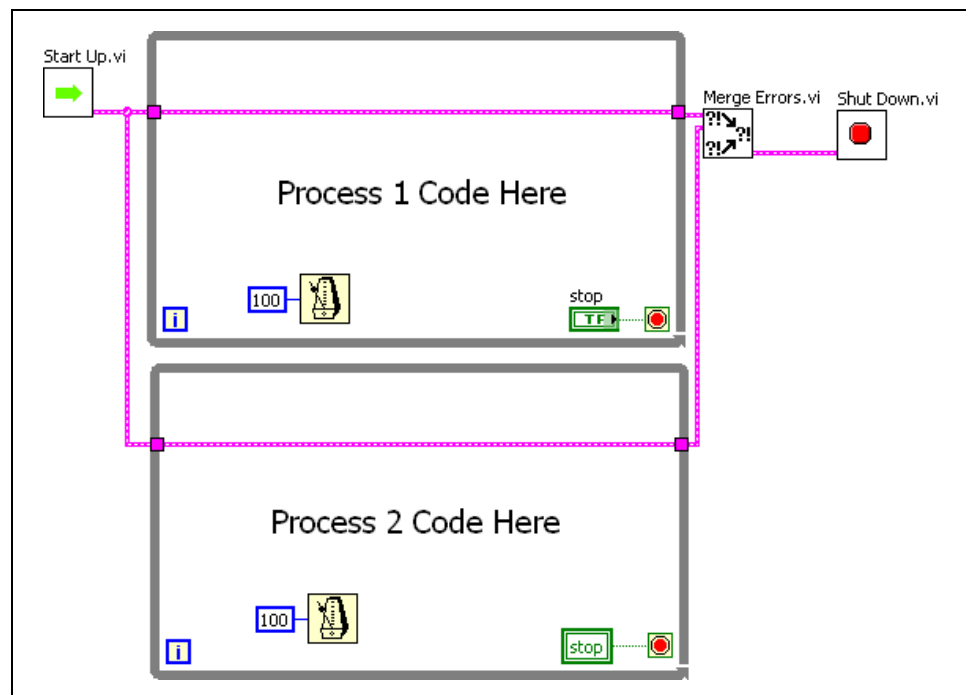 Start Up.vi
Merge Errors.vi
Shut Down.vi
?!
?!
?!
Process 1 Code Here
100
stop
i
TF
Process 2 Code Here
100
i
stop